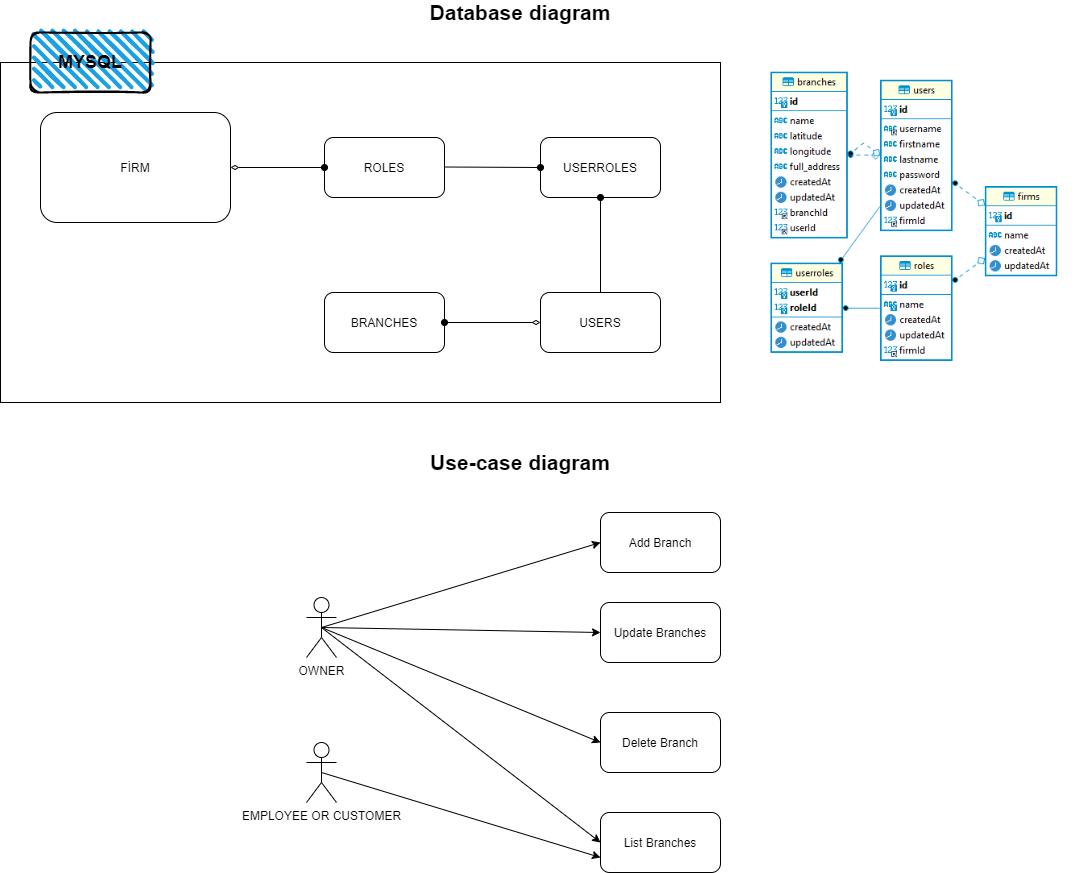 Database diagram
MYSQL
FİRM
ROLES
USERROLES
BRANCHES
USERS
branches
123 id
ABC name
ABC latitude
ABC longitude
ABC full_address
createdAt
updatedAt
123 branchId
123 userId
users
123 id
ABC username
ABC firstname
ABC lastname
ABC password
createdAt
updatedAt
123 firmId
firms
123 id
ABC name
createdAt
updatedAt
userroles
123 userId
123 roleId
createdAt
updatedAt
roles
123 id
ABC name
createdAt
updatedAt
123 firmId
Use-case diagram
Add Branch
Update Branches
OWNER
Delete Branch
EMPLOYEE OR CUSTOMER
List Branches